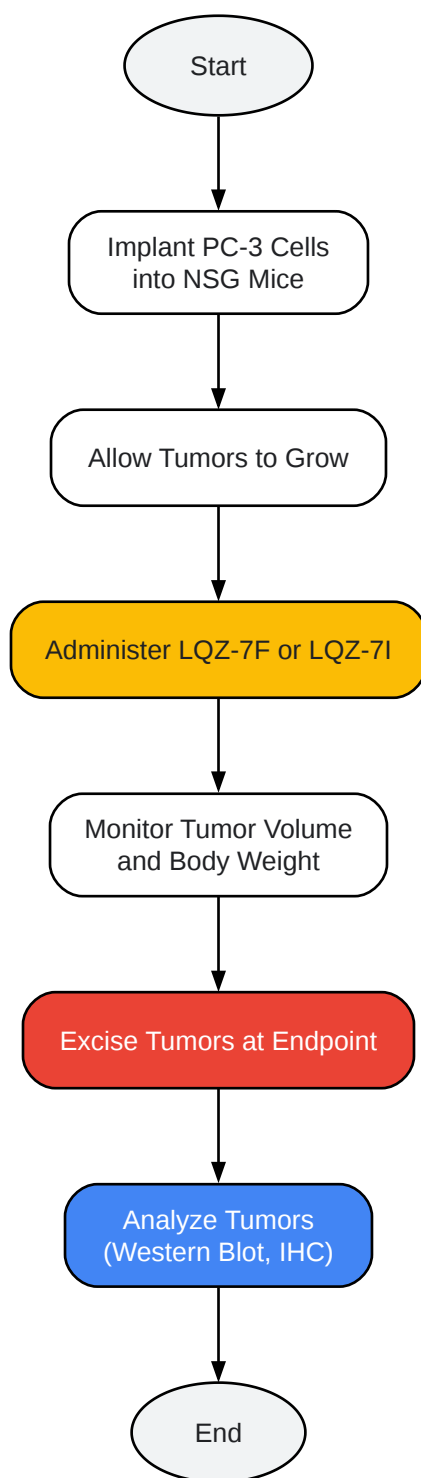 Start
Implant PC-3 Cells
into NSG Mice
Allow Tumors to Grow
Administer LQZ-7F or LQZ-7I
Monitor Tumor Volume
and Body Weight
Excise Tumors at Endpoint
Analyze Tumors
(Western Blot, IHC)
End